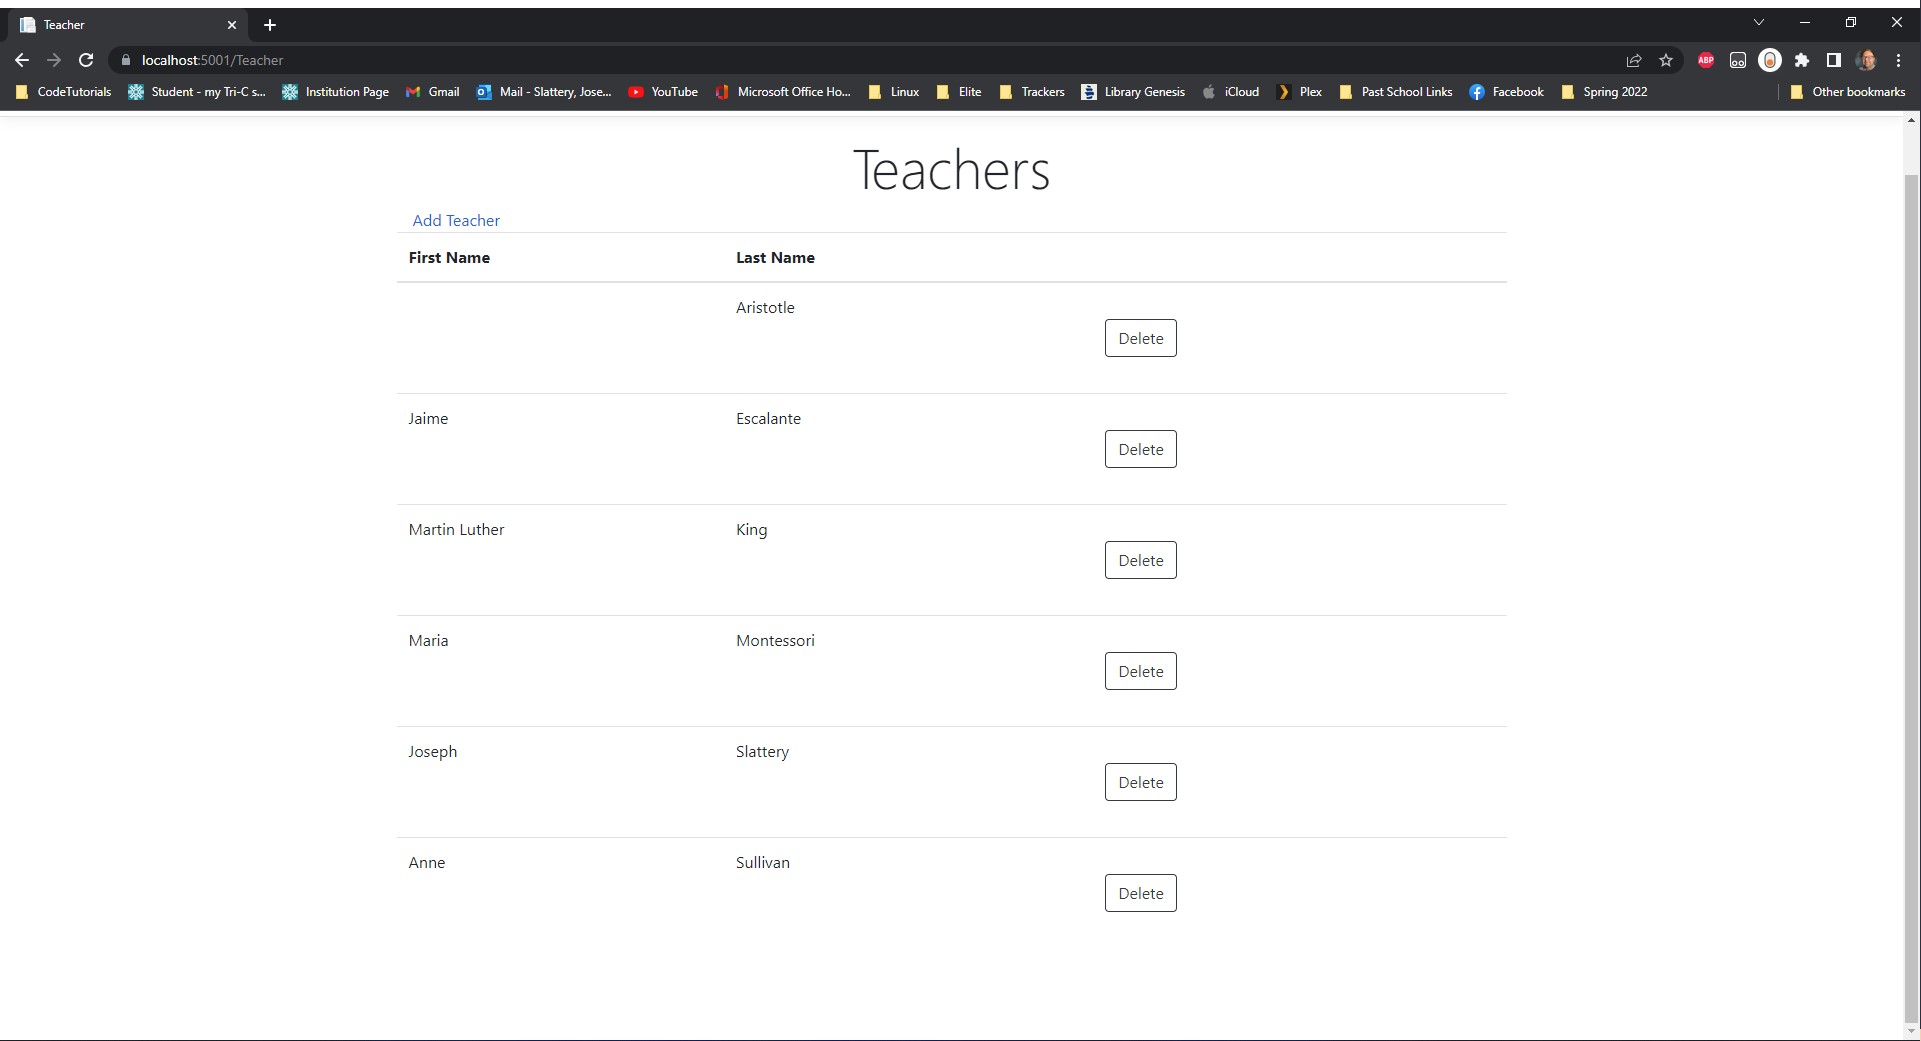 Teacher
localhost:5001/Teacher
ABP
CodeTutorials Student - my Tri-C s... Institution Page Gmail Mail - Slattery, Jose... YouTube Microsoft Office Ho... Linux Elite Trackers Library Genesis iCloud Plex Past School Links Facebook Spring 2022 Other bookmarks
Teachers
Add Teacher
First Name Last Name
Aristotle
Delete
Jaime Escalante
Delete
Martin Luther King
Delete
Maria Montessori
Delete
Joseph Slattery
Delete
Anne Sullivan
Delete